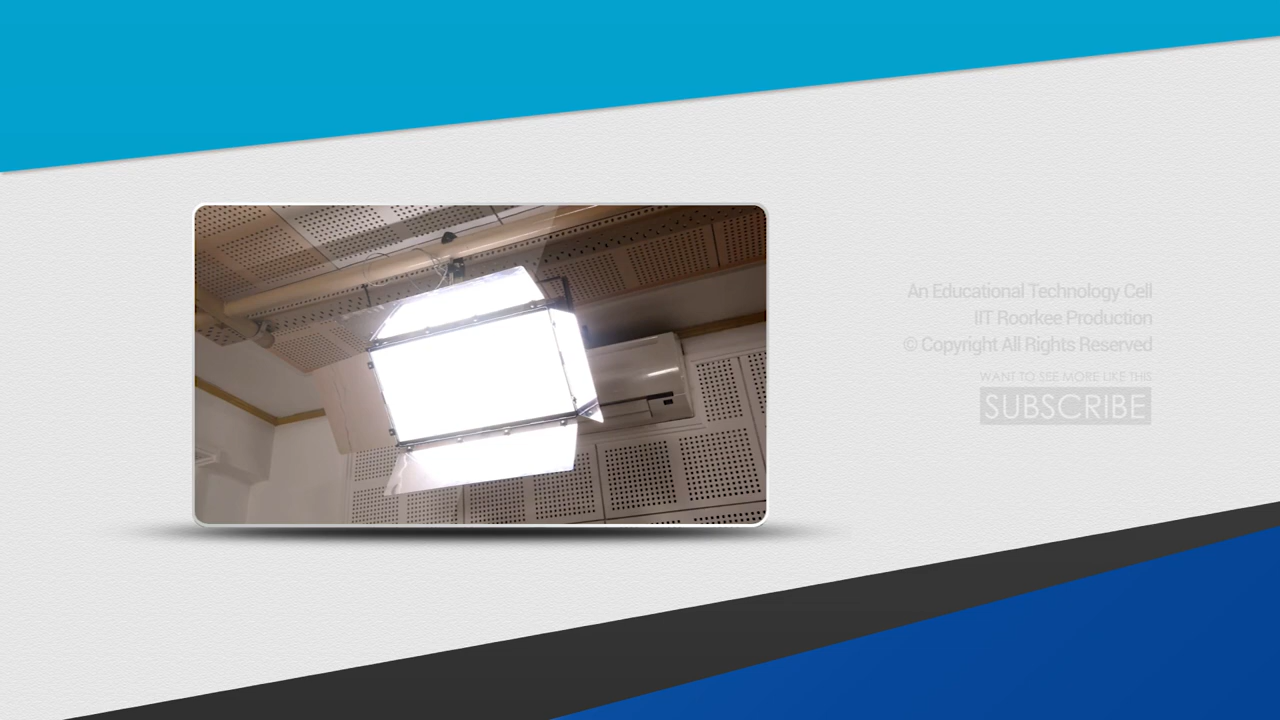 An Educational Technology Cell
IIT Roorkee Production
© Copyright All Rights Reserved
WANT TO SEE MORE LIKE THIS
SUBSCRIBE